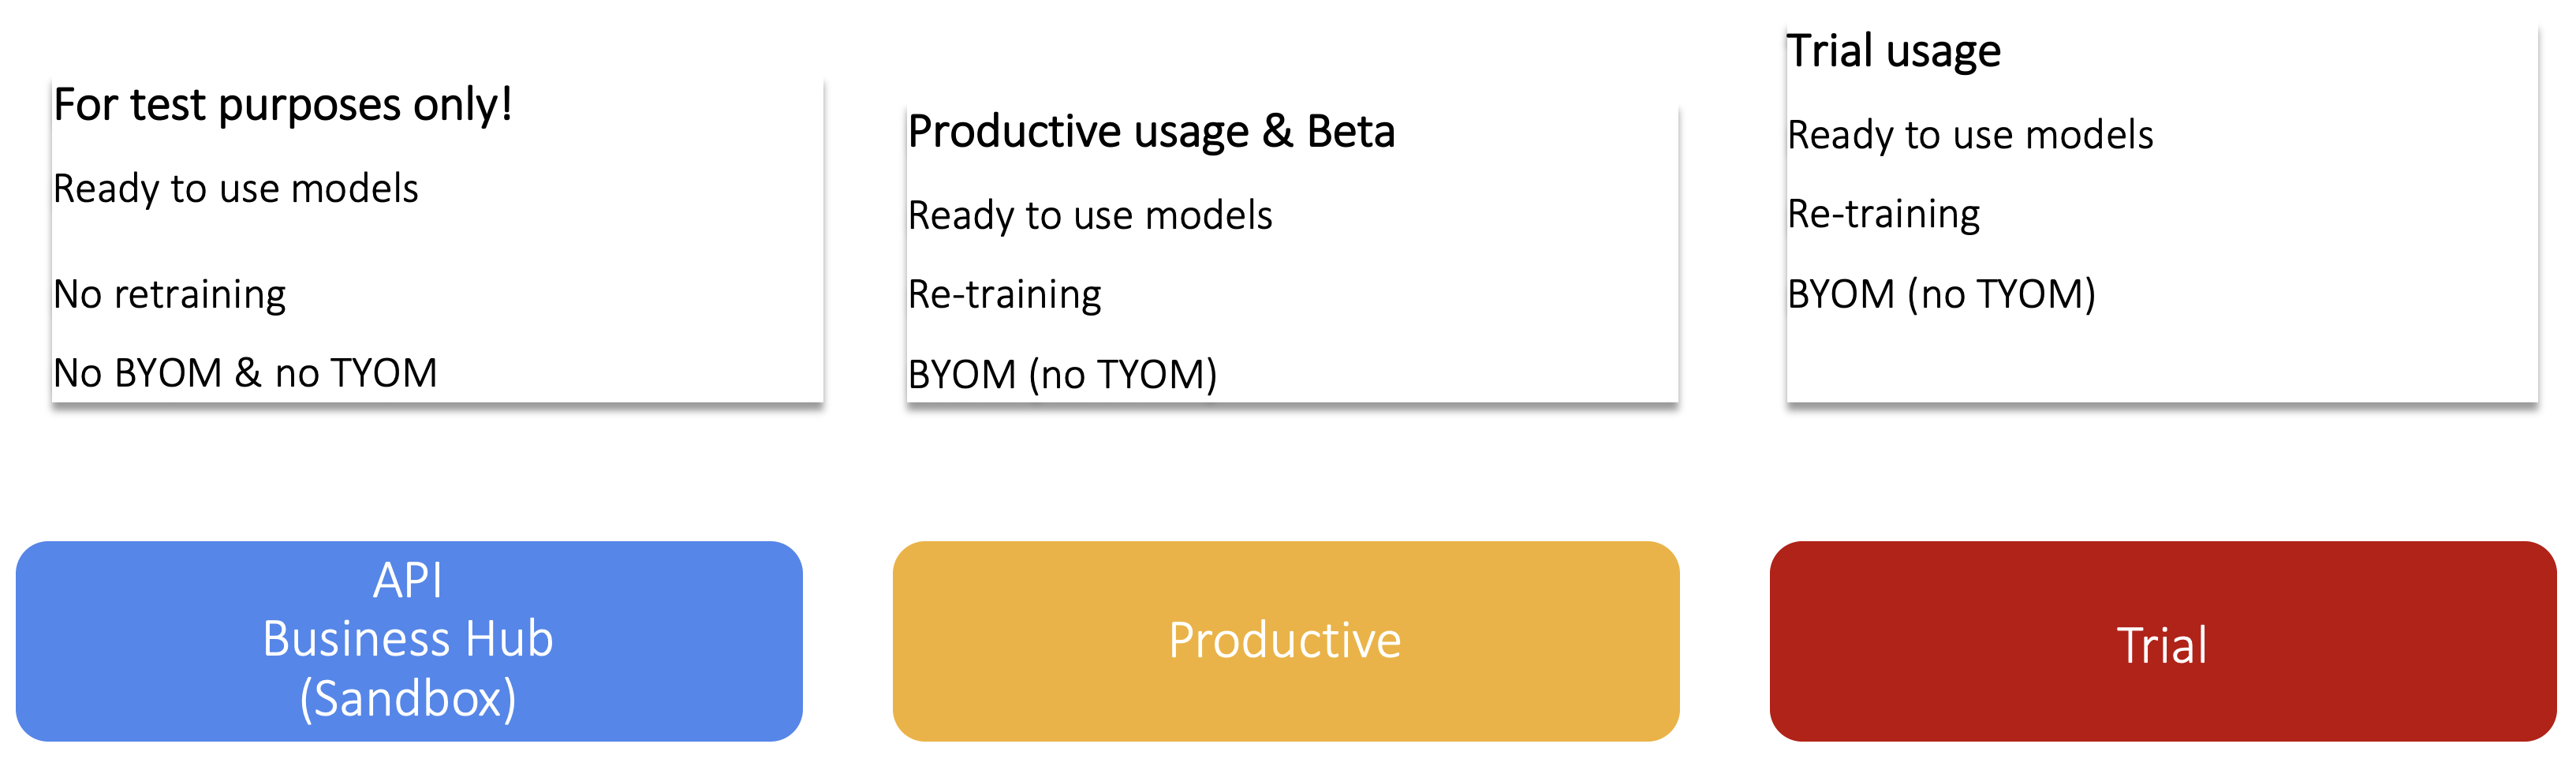 For test purposes only!
Ready to use models
No retraining
No BYOM & no TYOM
Productive usage & Beta
Ready to use models
Re-training
BYOM (no TYOM)
Trial usage
Ready to use models
Re-training
BYOM (no TYOM)
API
Business Hub
(Sandbox)
Productive
Trial